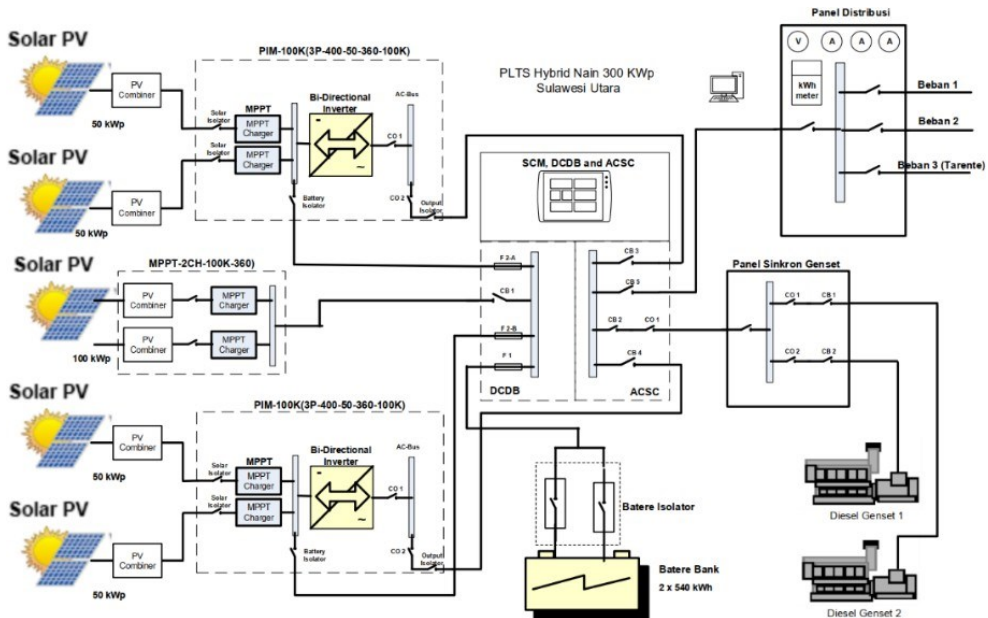 Panel Distribusi
Solar PV
PIM-100K(3P-400-50-360-100K)
V
A
A
A
PLTS Hybrid Nain 300 KWp
Sulawesi Utara
PV
Combiner
50 kWp
Solar
Isolator
MPPT
MPPT
Charger
Bi-Directional
Inverter
-
~
AC-Bus
CO 1
kWh
meter
Beban 1
Beban 2
Beban 3 (Tarente)
Solar PV
Solar
Isolator
MPPT
Charger
SCM, DCDB and ACSC
PV
Combiner
50 kWp
Battery
Isolator
CO 2
Output
Isolator
Solar PV
MPPT-2CH-100K-360)
F 2-A
CB 3
Panel Sinkron Genset
PV
Combiner
MPPT
Charger
CB 1
CB 5
CO 1
CB 1
F 2-B
CB 2
CO 1
100 kWp
PV
Combiner
MPPT
Charger
F 1
CB 4
CO 2
CB 2
DCDB
ACSC
Solar PV
PIM-100K(3P-400-50-360-100K)
PV
Combiner
50 kWp
Solar
Isolator
MPPT
MPPT
Charger
Bi-Directional
Inverter
-
~
AC-Bus
CO 1
Solar PV
Solar
Isolator
MPPT
Charger
Batere Isolator
Diesel Genset 1
PV
Combiner
50 kWp
Battery
Isolator
CO 2
Output
Isolator
Batere Bank
2 x 540 kWh
Diesel Genset 2